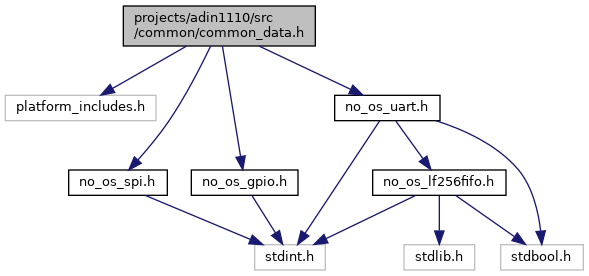 projects/adin1110/src
/common/common_data.h
platform_includes.h
no_os_uart.h
no_os_spi.h
no_os_gpio.h
no_os_lf256fifo.h
stdint.h
stdlib.h
stdbool.h